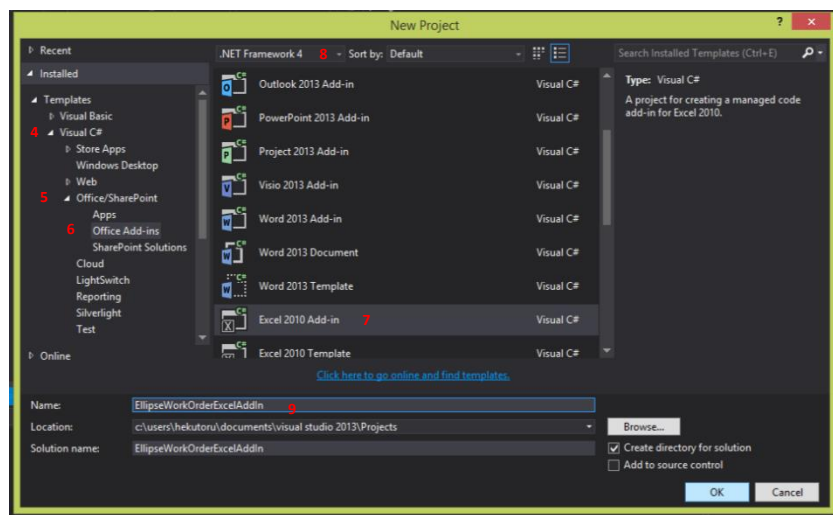 New Project
? ×
Recent
.NET Framework 4 8 Sort by: Default
Search Installed Templates (Ctrl+E)
Installed
Templates
Visual Basic
4 Visual C#
Store Apps
Windows Desktop
Web
5 Office/SharePoint
Apps
6 Office Add-ins
SharePoint Solutions
Cloud
LightSwitch
Reporting
Silverlight
Test
Online
Outlook 2013 Add-in Visual C#
PowerPoint 2013 Add-in Visual C#
Project 2013 Add-in Visual C#
Visio 2013 Add-in Visual C#
Word 2013 Add-in Visual C#
Word 2013 Document Visual C#
Word 2013 Template Visual C#
Excel 2010 Add-in 7 Visual C#
Excel 2010 Template Visual C#
Type: Visual C#
A project for creating a managed code
add-in for Excel 2010.
Click here to go online and find templates.
Name: EllipseWorkOrderExcelAddIn 9
Location: c:\users\hekutoru\documents\visual studio 2013\Projects
Browse...
Solution name: EllipseWorkOrderExcelAddIn
Create directory for solution
Add to source control
OK Cancel